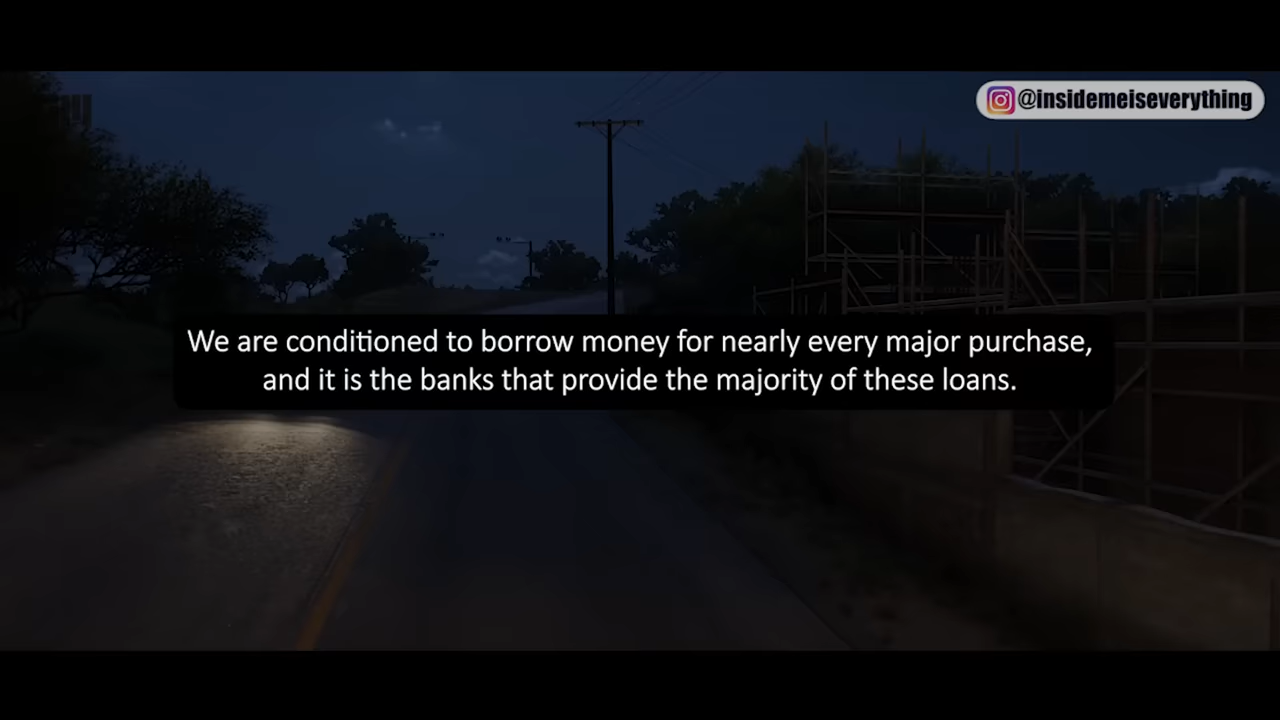 @insidemeiseverything
We are conditioned to borrow money for nearly every major purchase,
and it is the banks that provide the majority of these loans.